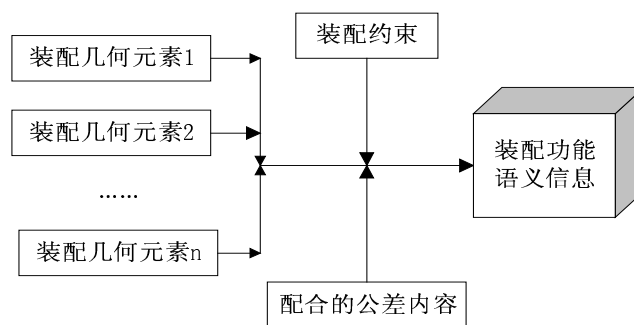 装配几何元素1
装配约束
装配几何元素2
装配功能
语义信息
……
装配几何元素n
配合的公差内容